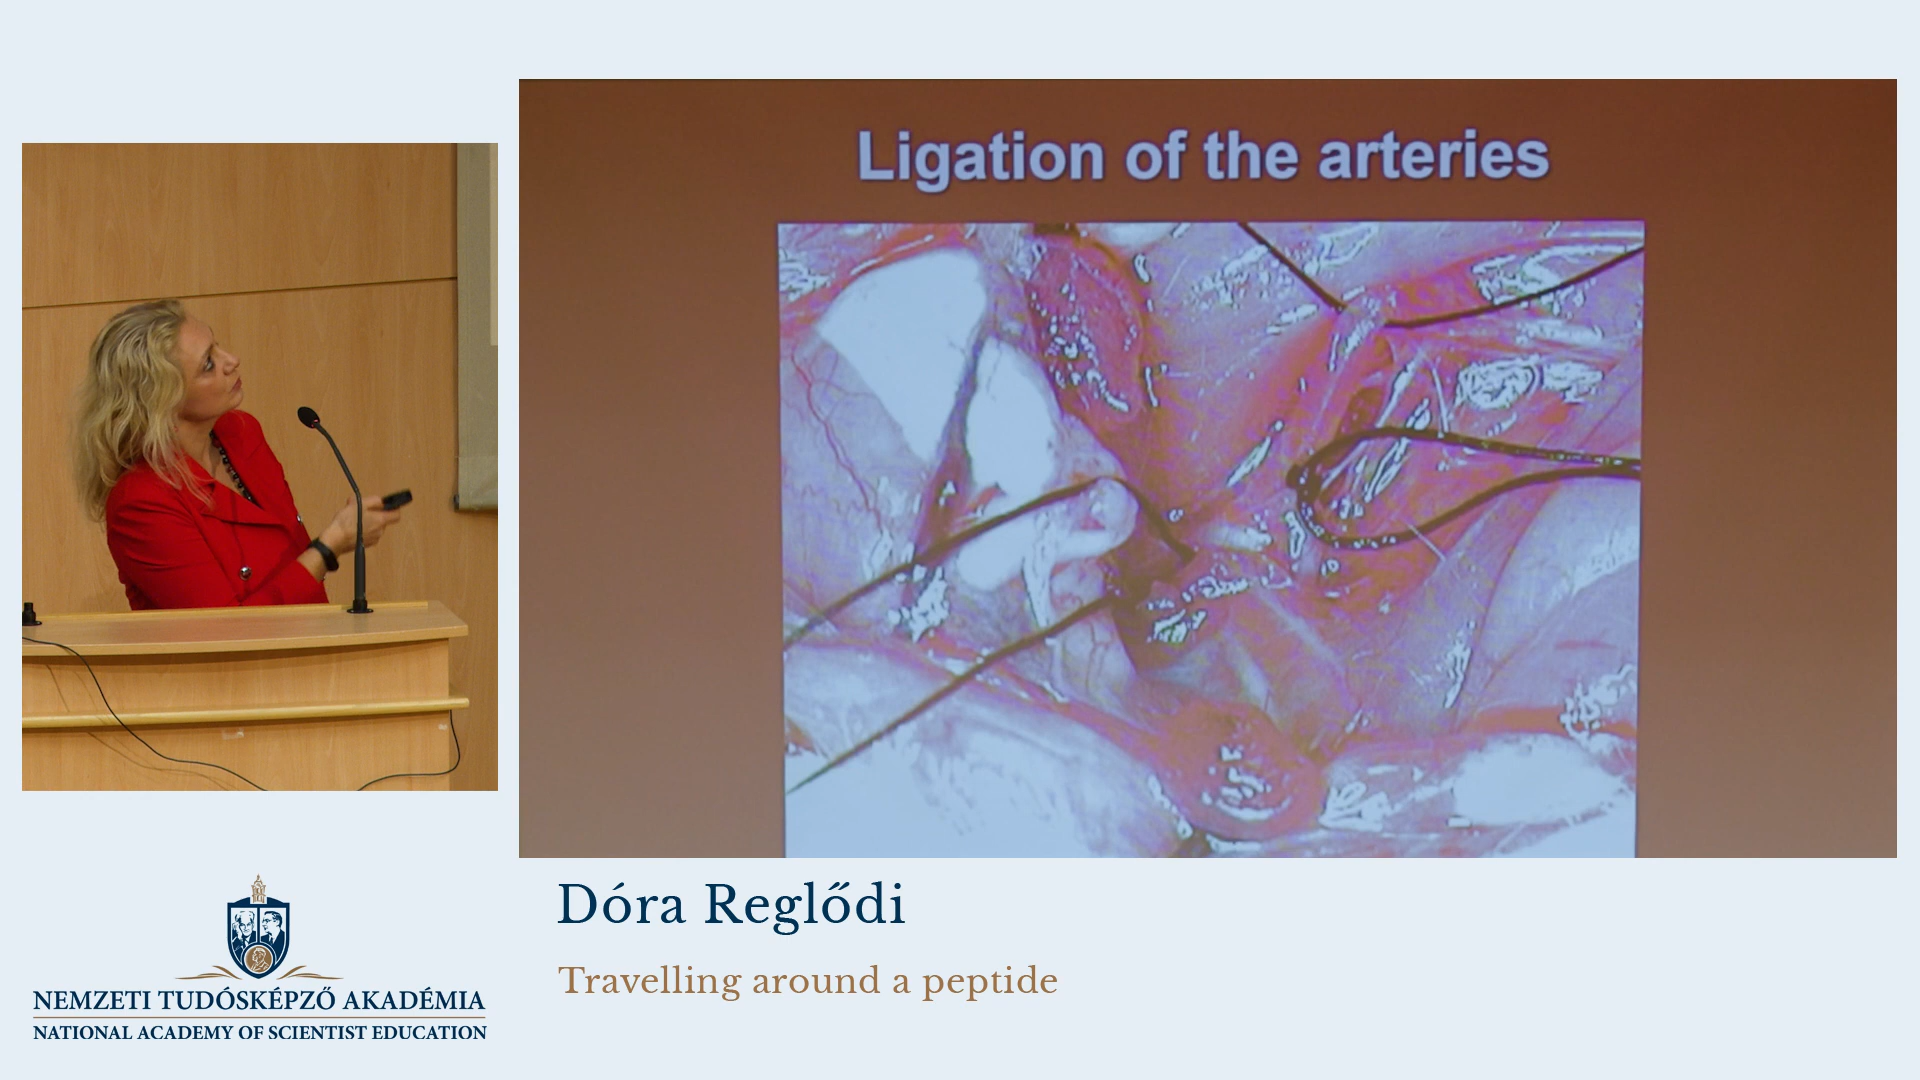 Ligation of the arteries
Dóra Reglődi
Travelling around a peptide
NEMZETI TUDÓSKÉPZŐ AKADÉMIA
NATIONAL ACADEMY OF SCIENTIST EDUCATION